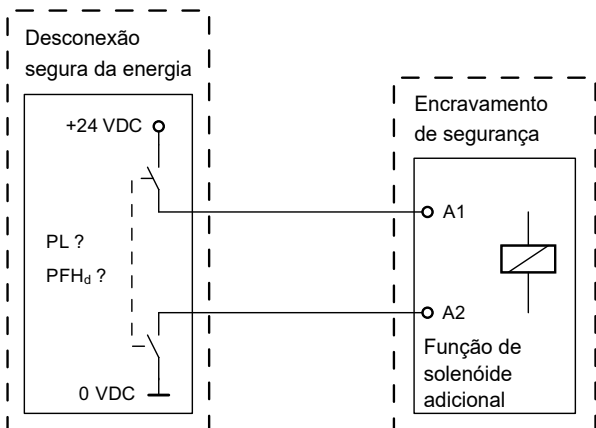 Desconexão
segura da energia
+24 VDC
PL ?
PFHd ?
0 VDC
Encravamento
de segurança
A1
A2
Função de
solenóide
adicional